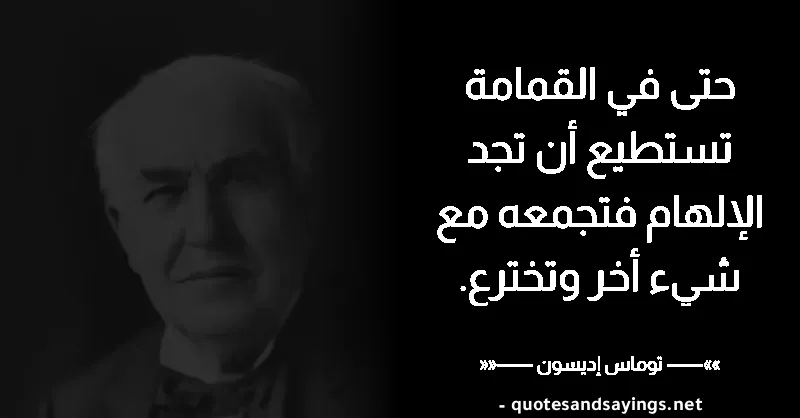 حتى في القمامة
تستطيع أن تجد
الإلهام فتجمعه مع
شيء أخر وتخترع.
»»—— توماس إديسون ——««
- quotesandsayings.net